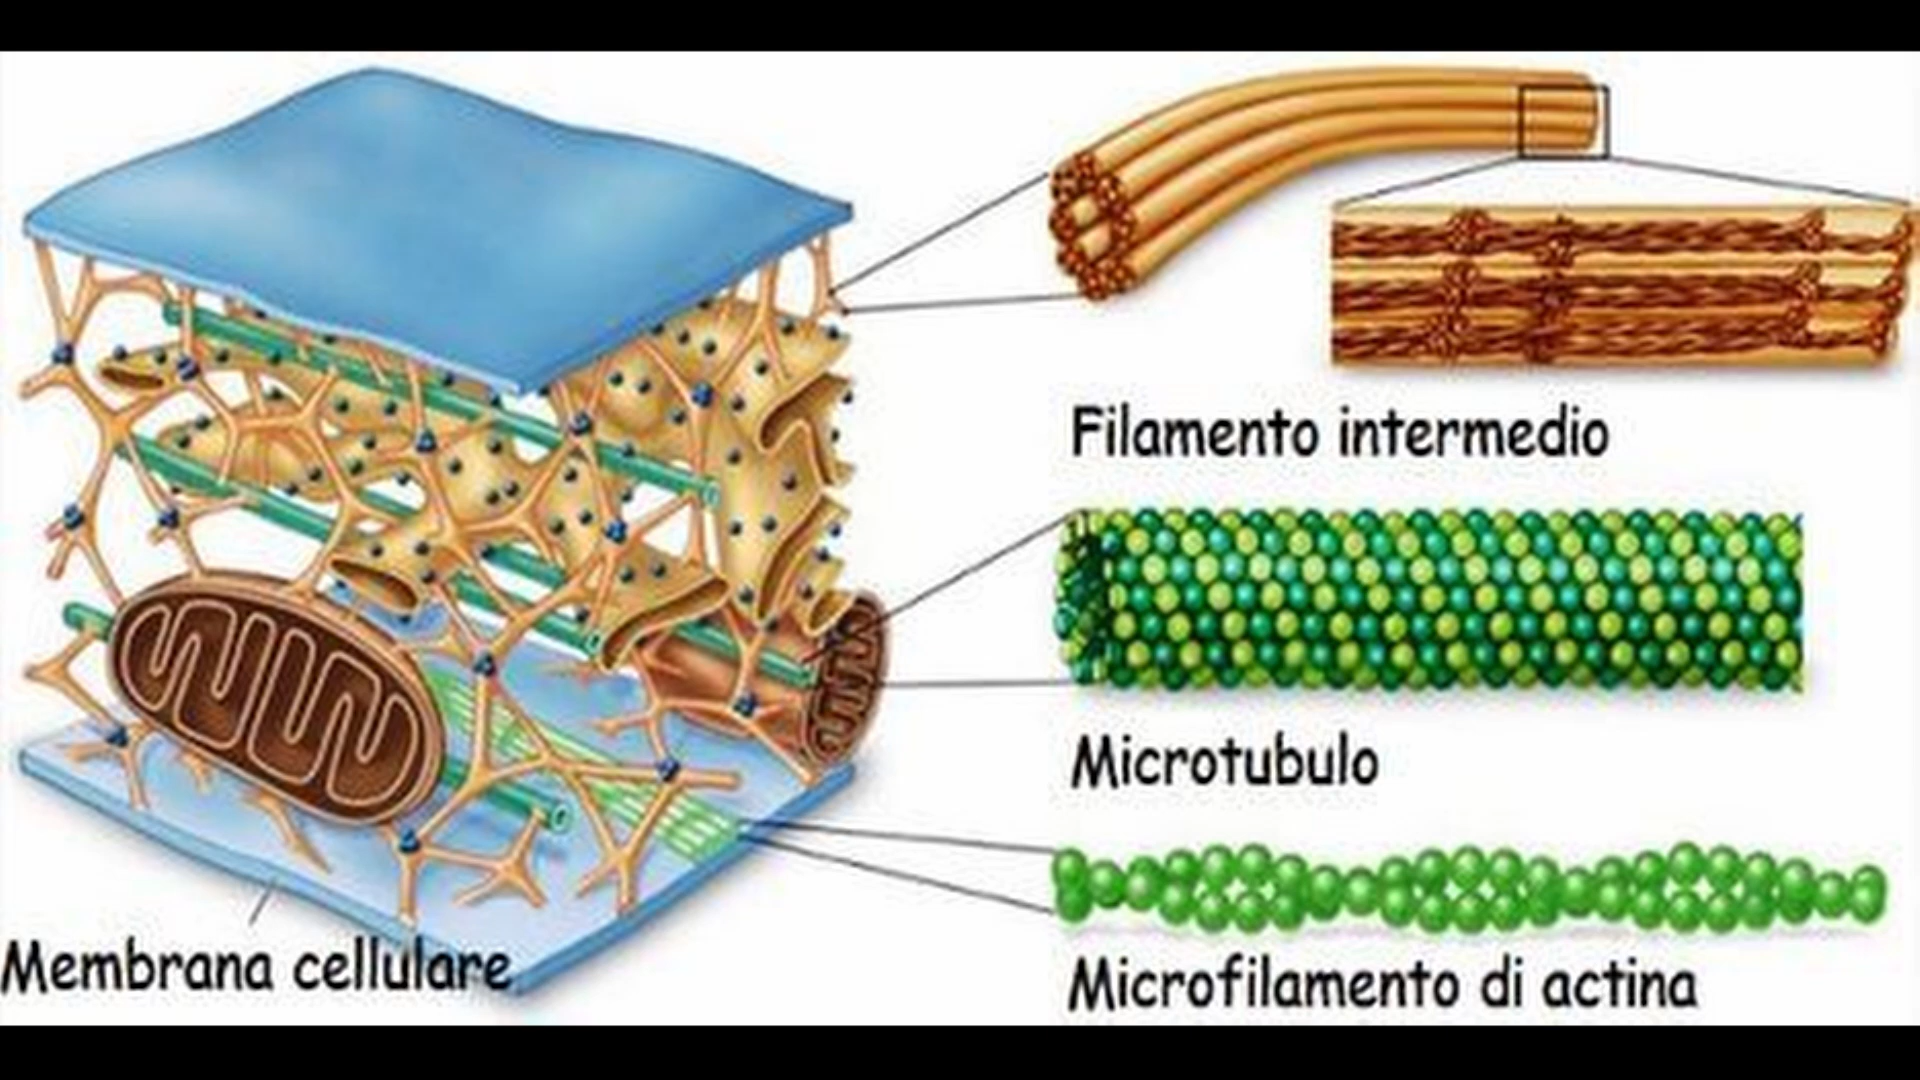 Filamento intermedio
Microtubulo
Membrana cellulare
Microfilamento di actina